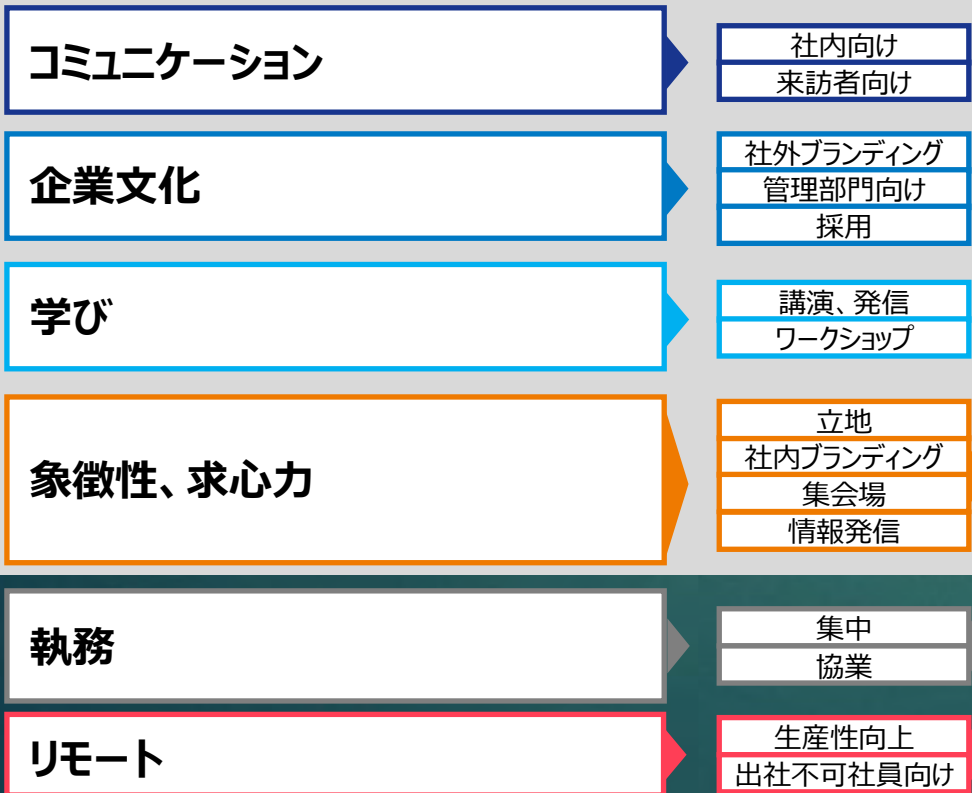 コミュニケーション
社内向け
来訪者向け
企業文化
社外ブランディング
管理部門向け
採用
学び
講演、発信
ワークショップ
象徴性、求心力
立地
社内ブランディング
集会場
情報発信
執務
集中
協業
リモート
生産性向上
出社不可社員向け